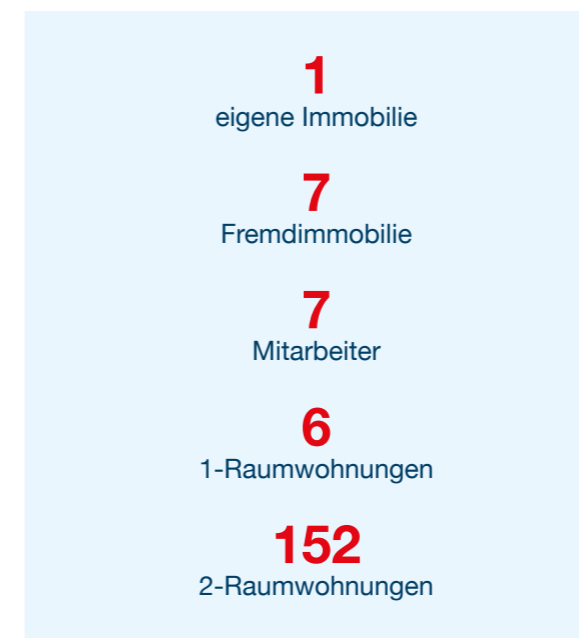 1
eigene Immobilie
7
Fremdimmobilie
7
Mitarbeiter
6
1-Raumwohnungen
152
2-Raumwohnungen